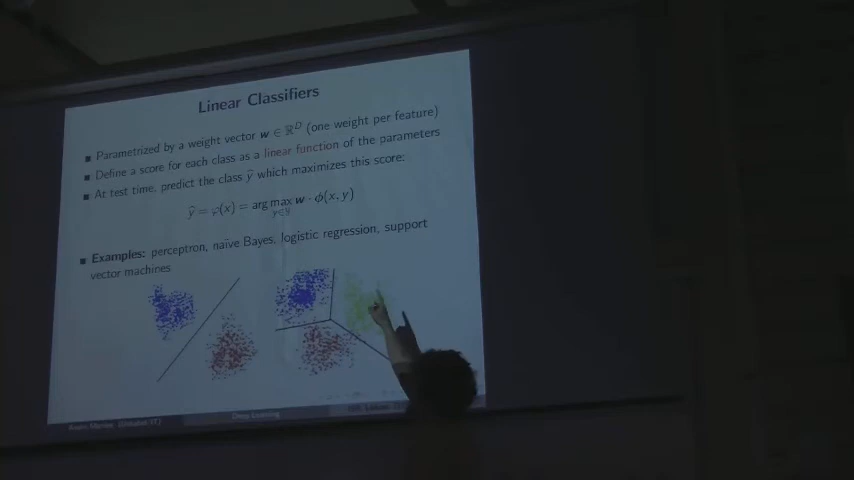 Linear Classifiers
Parametrized by a weight vector w ∈ ℝᴰ (one weight per feature)
Define a score for each class as a linear function of the parameters
At test time, predict the class ŷ which maximizes this score:
ŷ = φ(x) = arg max w · ϕ(x, y)
y∈Y
Examples: perceptron, naïve Bayes, logistic regression, support
vector machines
Deep Learning